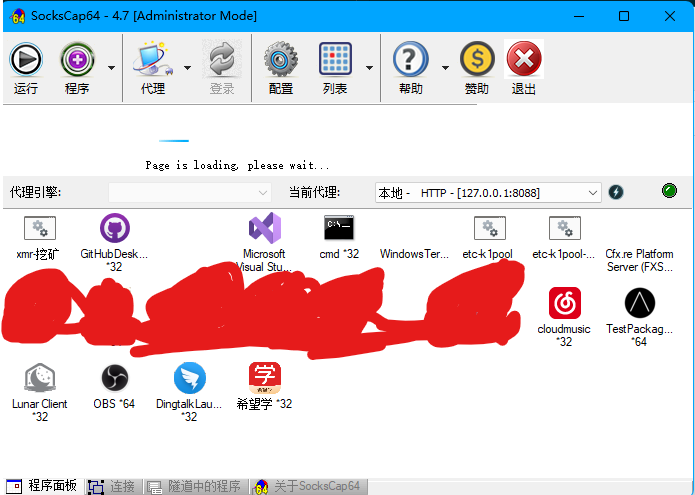 SocksCap64 - 4.7 [Administrator Mode]
运行
程序
代理
登录
配置
列表
帮助
赞助
退出
Page is loading, please wait...
代理引擎:
当前代理:
本地 - HTTP - [127.0.0.1:8088]
xmr-挖矿
GitHubDesk...
*32
Microsoft
Visual Stu...
cmd *32
WindowsTer...
etc-k1pool
etc-k1pool-...
Cfx.re Platform
Server (FXS...
cloudmusic
*32
TestPackag...
*64
Lunar Client
*32
OBS *64
DingtalkLau...
*32
希望学 *32
程序面板
连接
隧道中的程序
关于SocksCap64